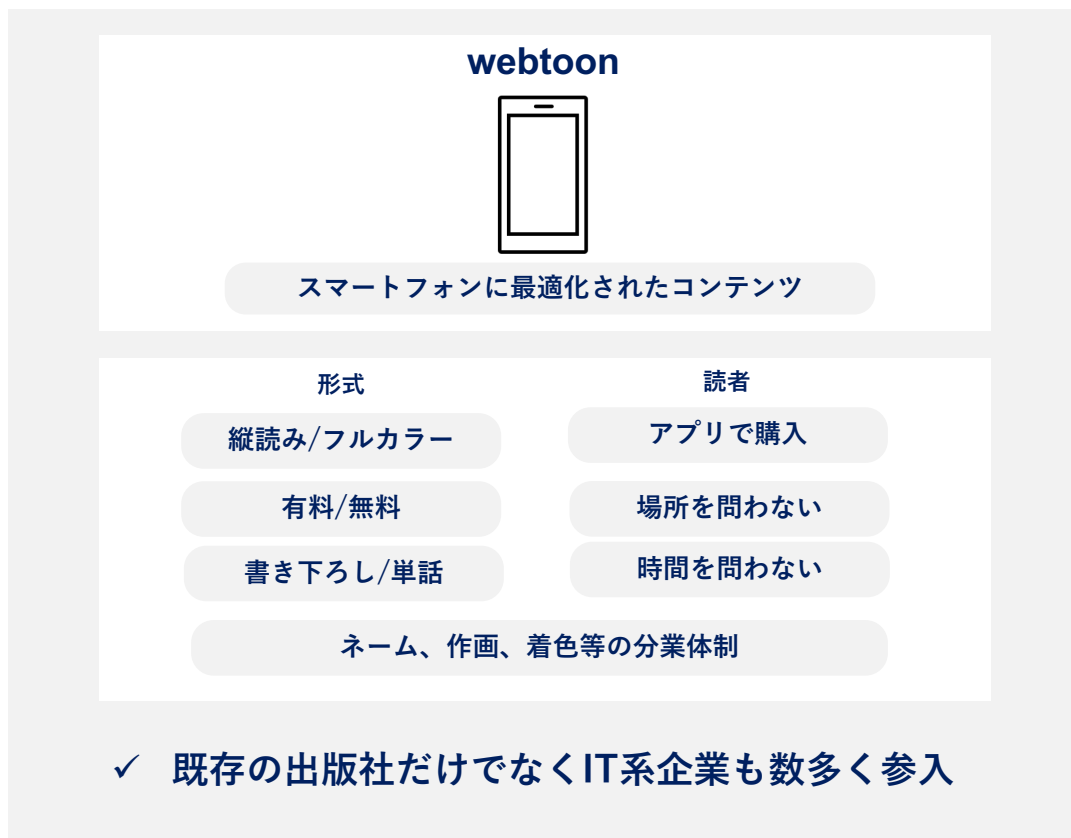 webtoon
スマートフォンに最適化されたコンテンツ
形式
縦読み/フルカラー
有料/無料
書き下ろし/単話
読者
アプリで購入
場所を問わない
時間を問わない
ネーム、作画、着色等の分業体制
✓ 既存の出版社だけでなくIT系企業も数多く参入